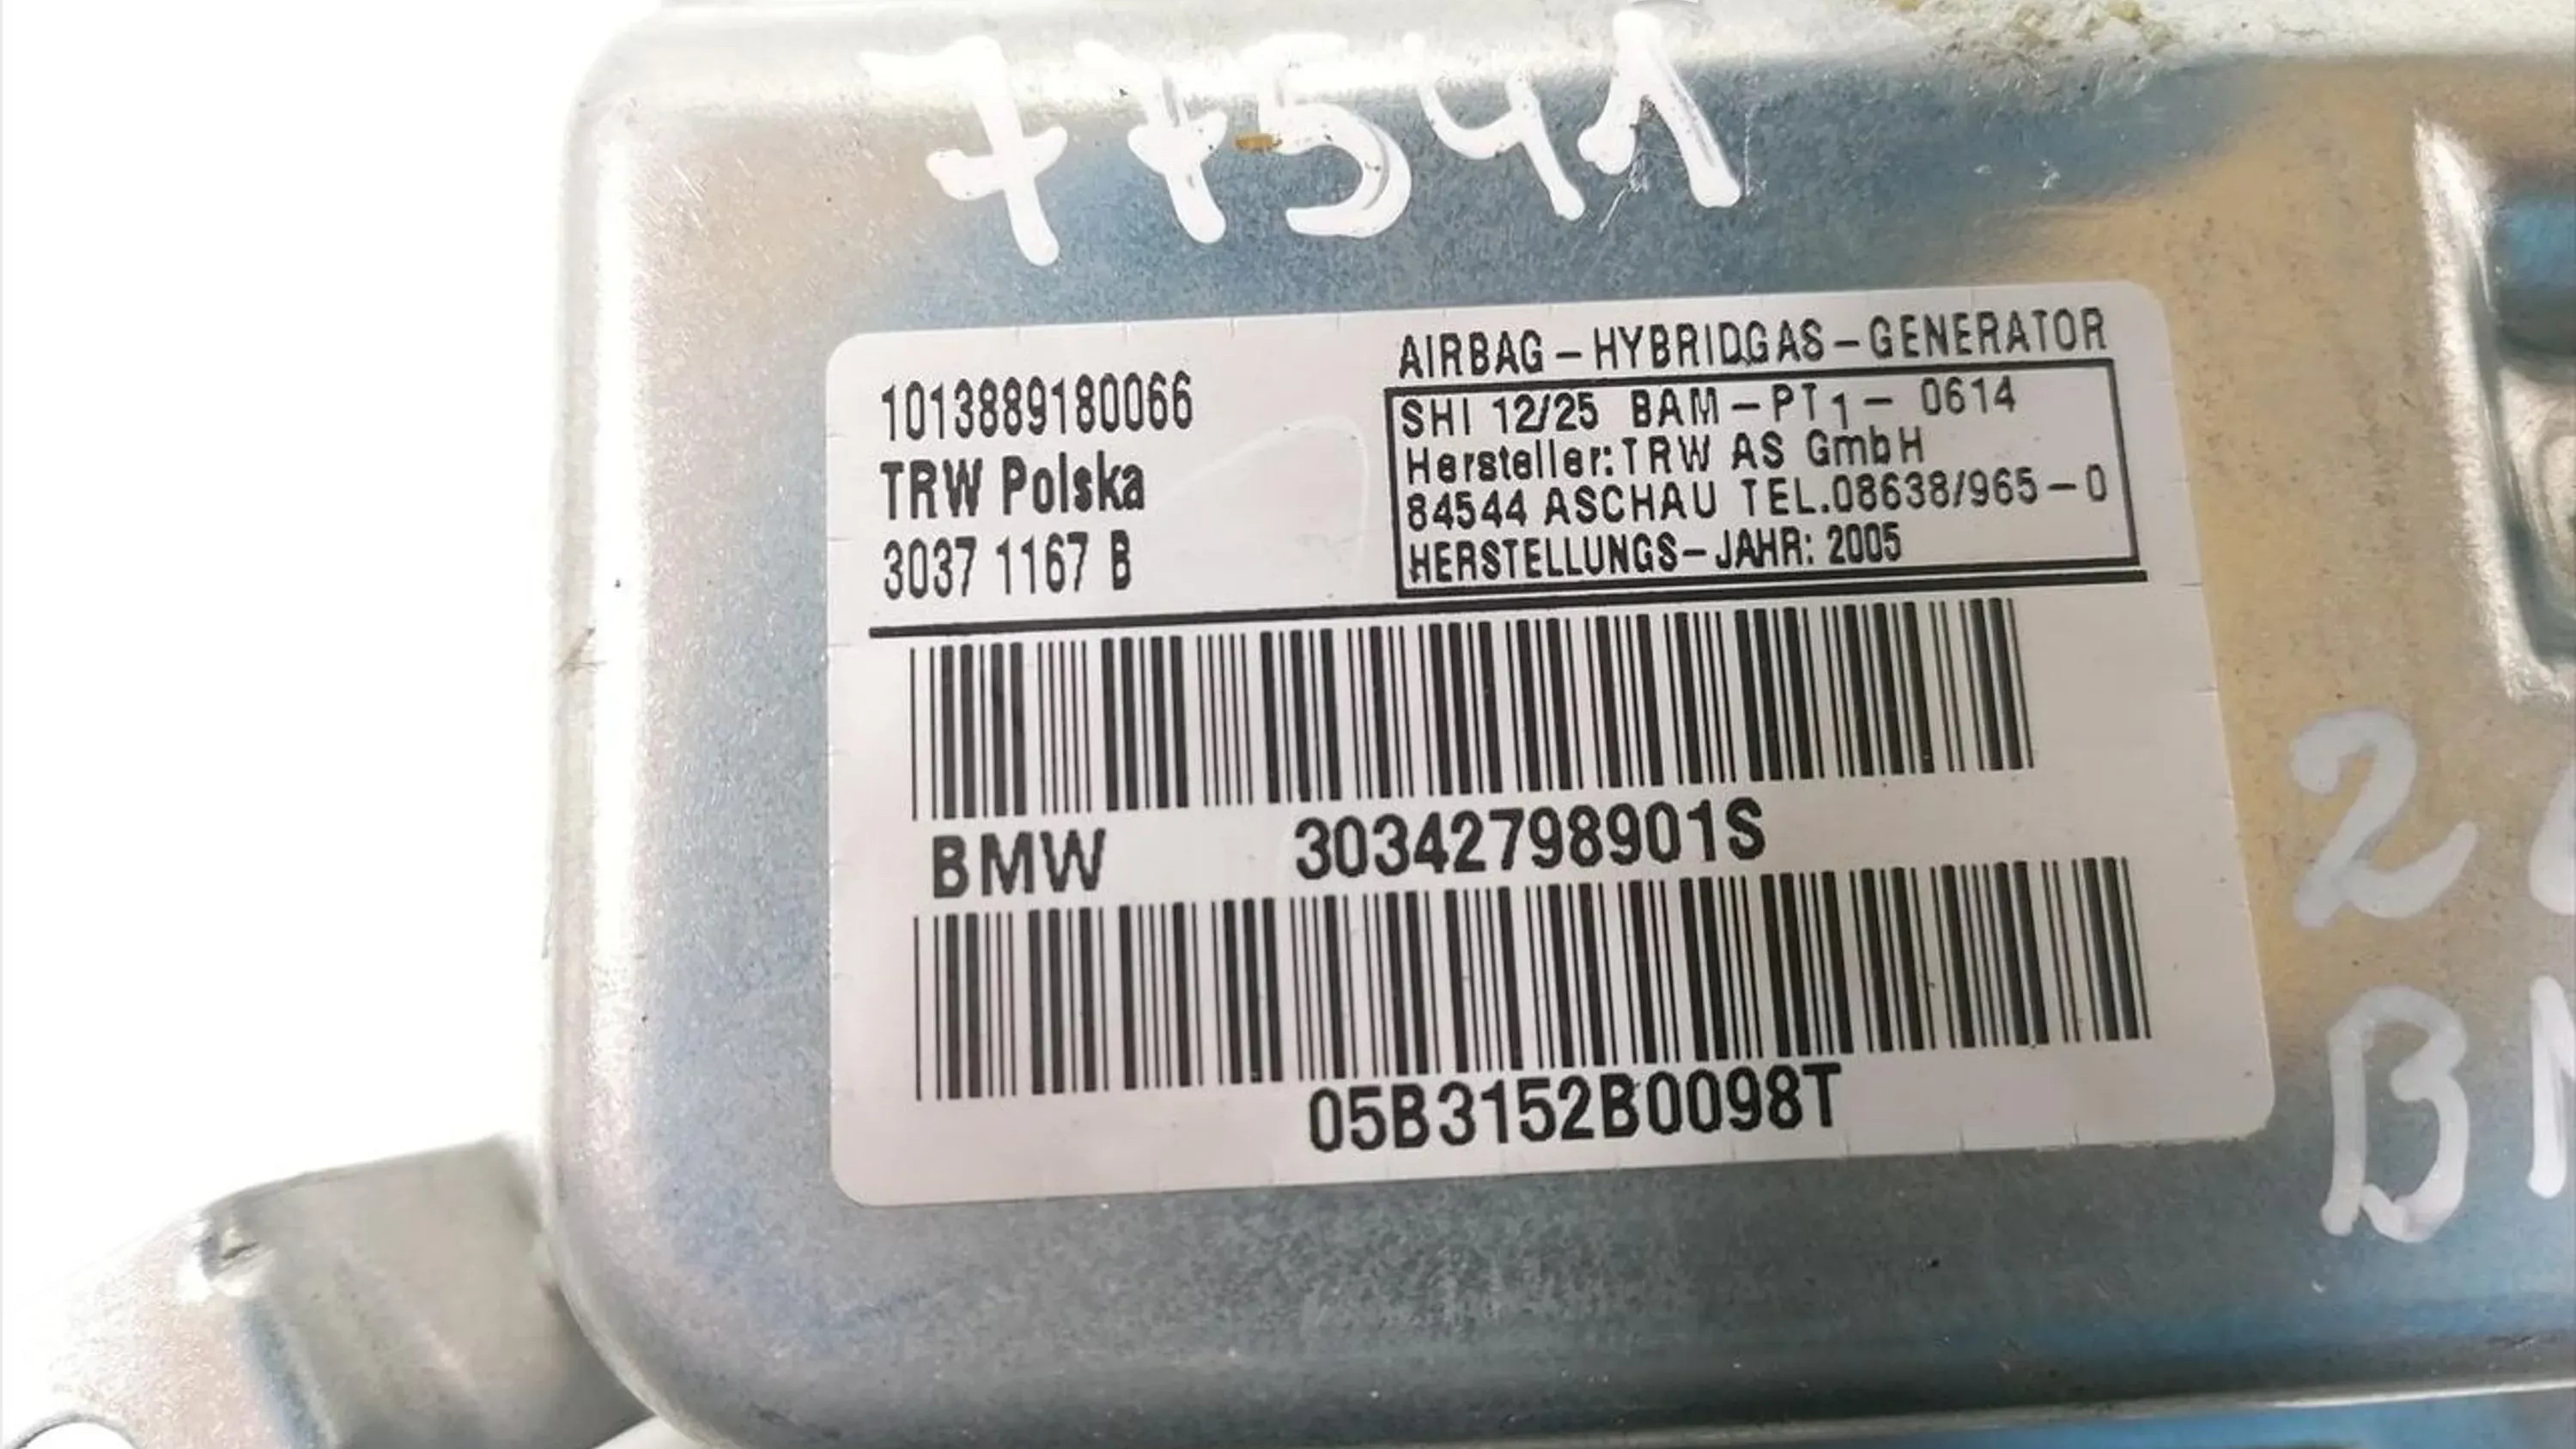 77541
1013889180066
TRW Polska
3037 1167 B
AIRBAG-HYBRIDGAS-GENERATOR
SHI 12/25 BAM-PT1- 0614
Hersteller:TRW AS GmbH
84544 ASCHAU TEL.08638/965-0
HERSTELLUNGS-JAHR: 2005
BMW 30342798901S
05B3152B0098T
2
B